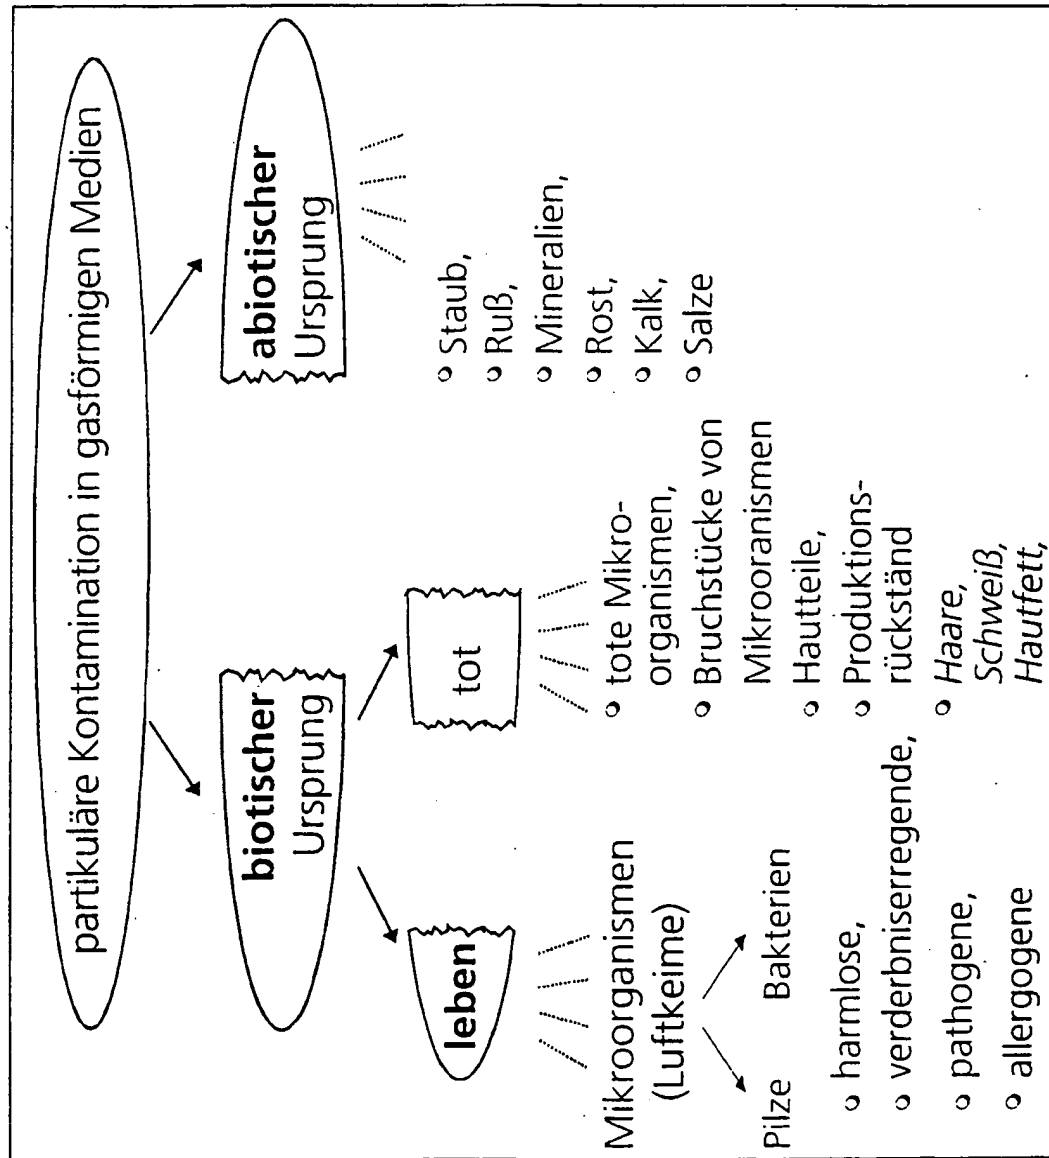 partikuläre Kontamination in gasförmigen Medien
biotischer
Ursprung
abiotischer
Ursprung
leben
tot
Mikroorganismen
(Luftkeime)
Pilze
Bakterien
harmlose,
verderbniserregende,
pathogene,
allergogene
tote Mikro-
organismen,
Bruchstücke von
Mikrooranismen
Hautteile,
Produktions-
rückständ
Haare,
Schweiß,
Hautfett,
Staub,
Ruß,
Mineralien,
Rost,
Kalk,
Salze